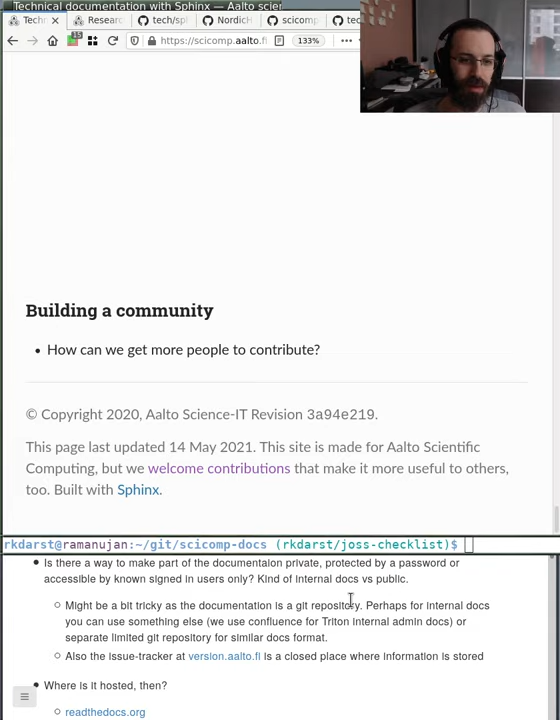 Technical documentation with Sphinx — Aalto scien
Techn
Researc
tech/sph
NordicH
scicomp
tec
15
https://scicomp.aalto.fi
133%
Building a community
• How can we get more people to contribute?
© Copyright 2020, Aalto Science-IT Revision 3a94e219.
This page last updated 14 May 2021. This site is made for Aalto Scientific
Computing, but we welcome contributions that make it more useful to others,
too. Built with Sphinx.
rkdarst@ramanujan:~/git/scicomp-docs (rkdarst/joss-checklist)$
Is there a way to make part of the documentaion private, protected by a password or
accessible by known signed in users only? Kind of internal docs vs public.
Might be a bit tricky as the documentation is a git repository. Perhaps for internal docs
you can use something else (we use confluence for Triton internal admin docs) or
separate limited git repository for similar docs format.
Also the issue-tracker at version.aalto.fi is a closed place where information is stored
Where is it hosted, then?
readthedocs.org